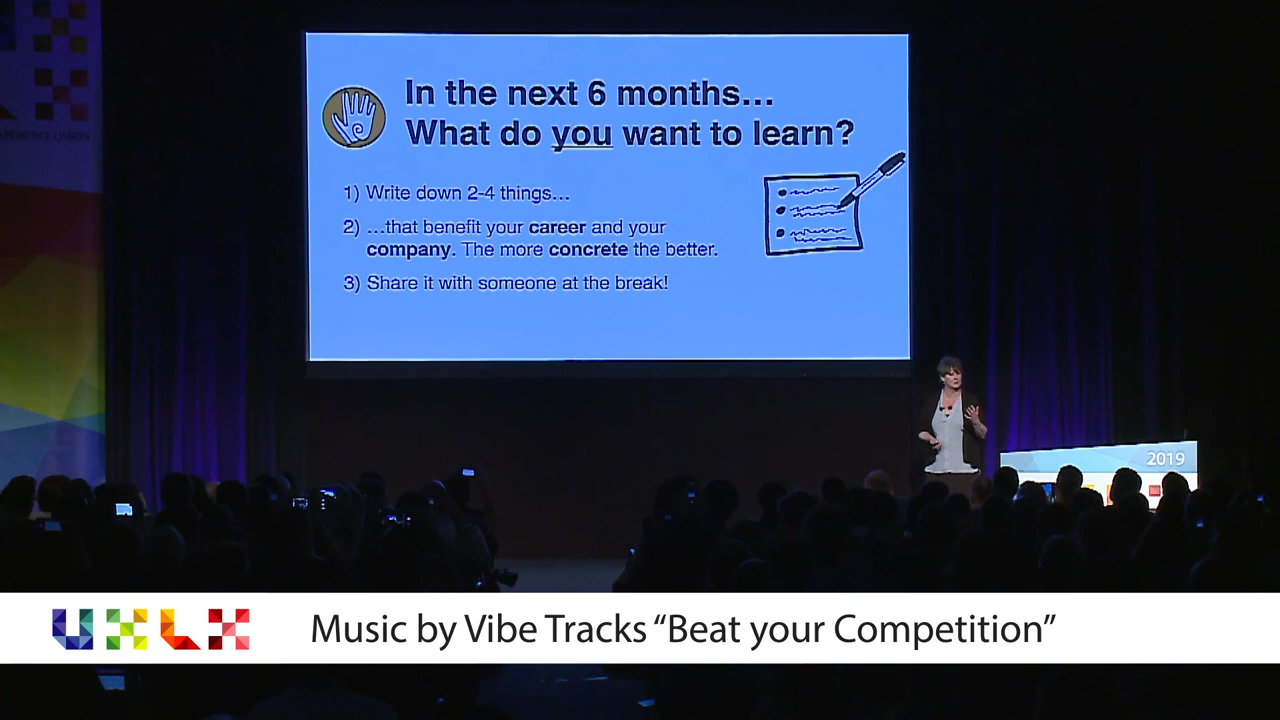 In the next 6 months…
What do you want to learn?
1) Write down 2-4 things…
2) …that benefit your career and your
company. The more concrete the better.
3) Share it with someone at the break!
2019
UXLX
Music by Vibe Tracks “Beat your Competition”